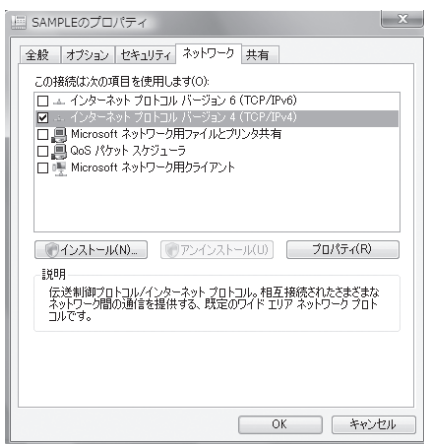 SAMPLEのプロパティ
全般 オプション セキュリティ ネットワーク 共有
この接続は次の項目を使用します(O):
インターネット プロトコル バージョン 6 (TCP/IPv6)
インターネット プロトコル バージョン 4 (TCP/IPv4)
Microsoft ネットワーク用ファイルとプリンタ共有
QoS パケット スケジューラ
Microsoft ネットワーク用クライアント
インストール(N)... アンインストール(U) プロパティ(R)
説明
伝送制御プロトコル/インターネット プロトコル。相互接続されたさまざまな
ネットワーク間の通信を提供する、既定のワイド エリア ネットワーク プロト
コルです。
OK キャンセル